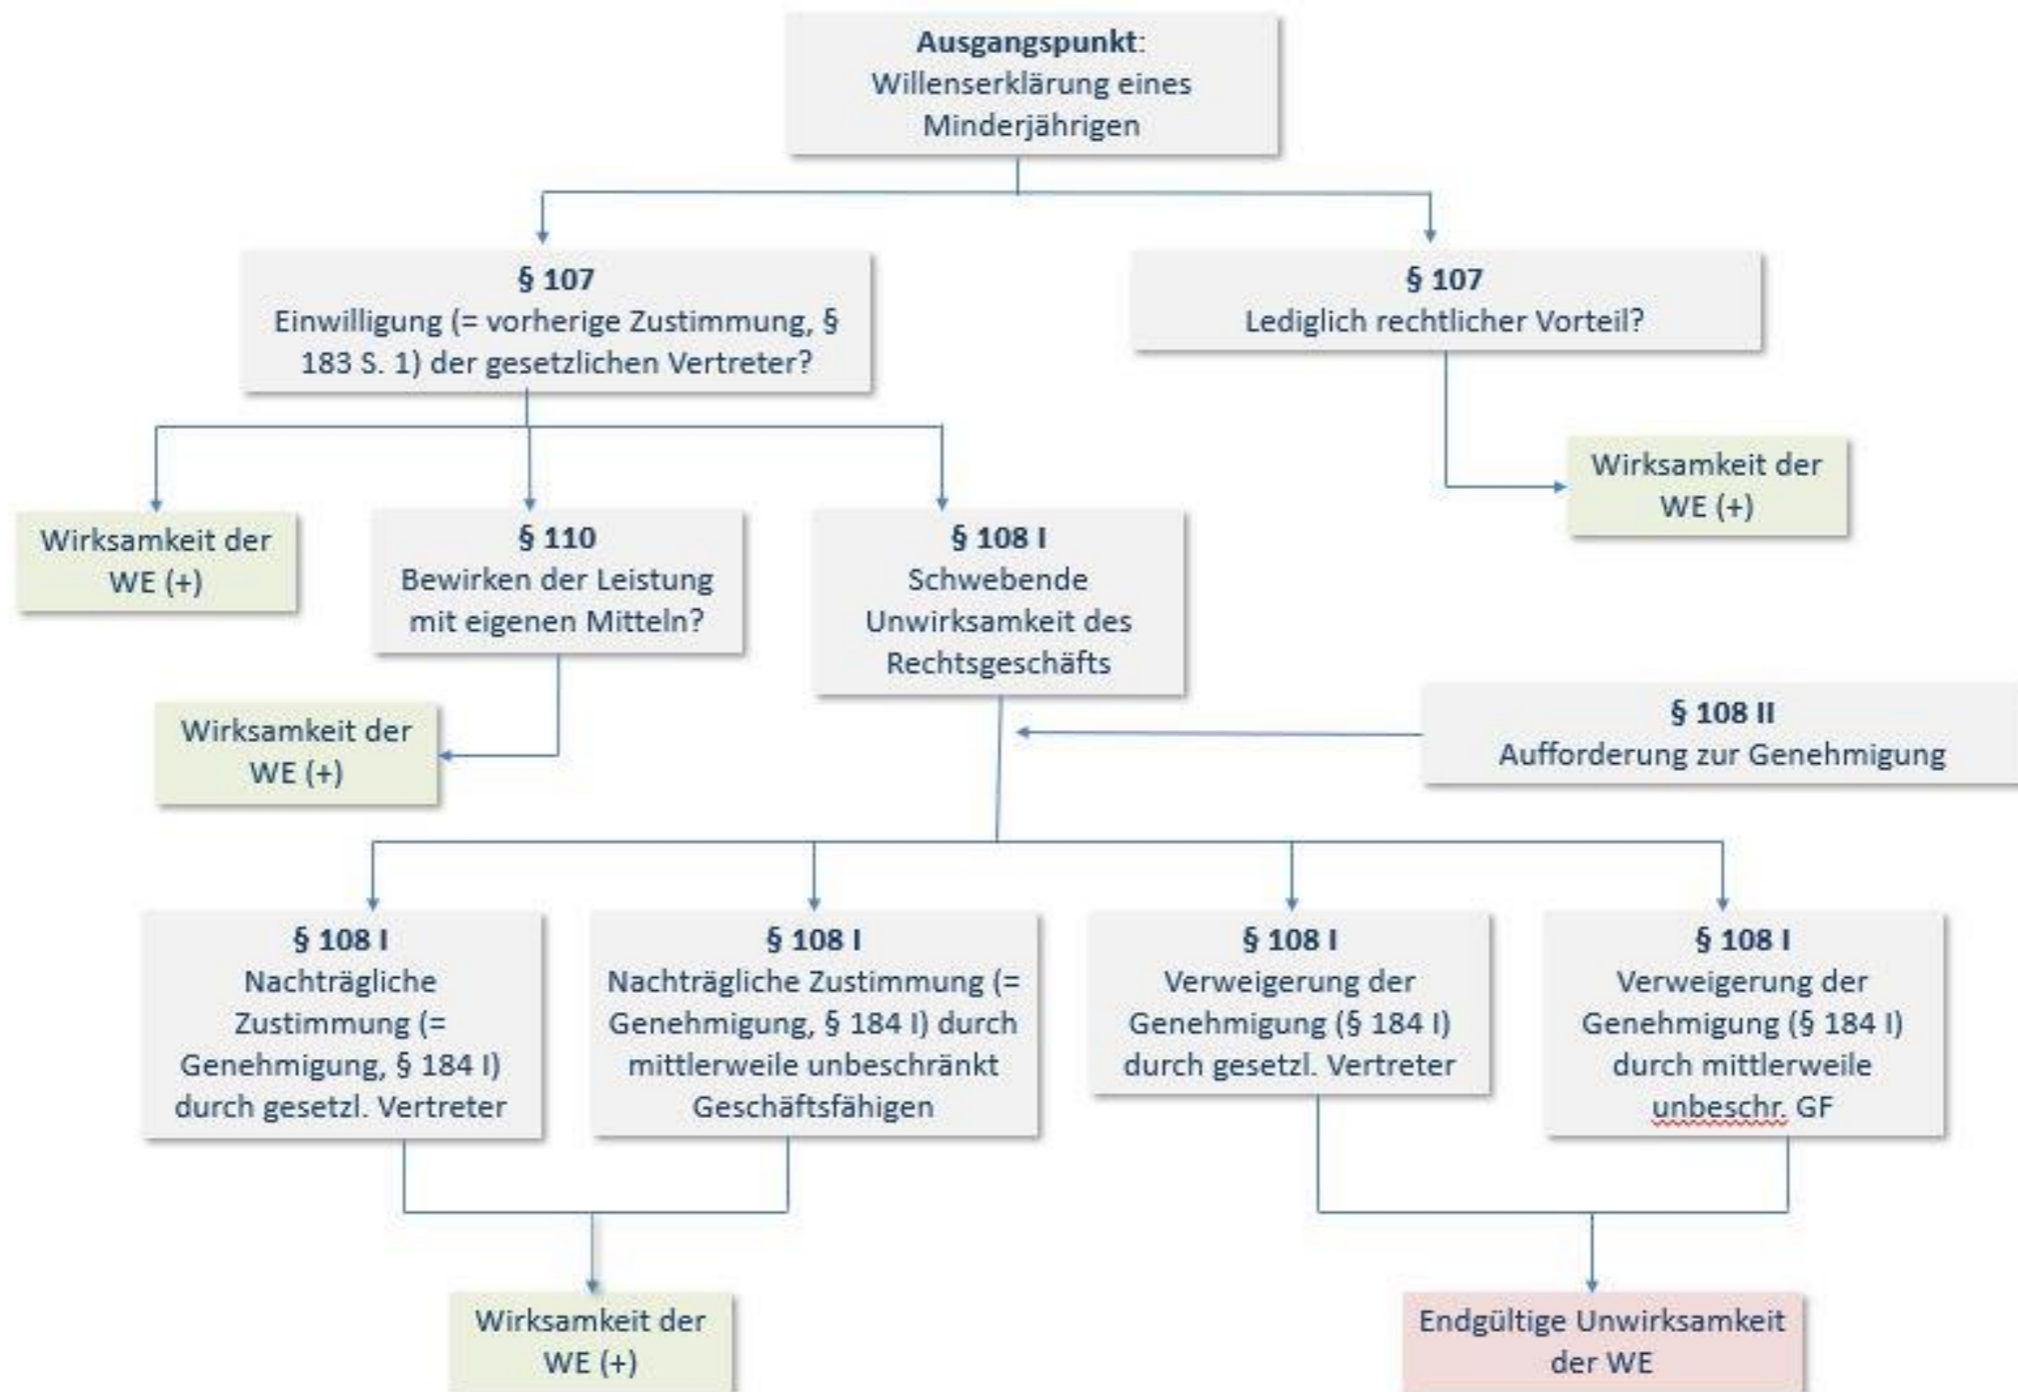 Ausgangspunkt:
Willenserklärung eines
Minderjährigen
§ 107
Einwilligung (= vorherige Zustimmung, §
183 S. 1) der gesetzlichen Vertreter?
§ 107
Lediglich rechtlicher Vorteil?
Wirksamkeit der
WE (+)
Wirksamkeit der
WE (+)
§ 110
Bewirken der Leistung
mit eigenen Mitteln?
§ 108 I
Schwebende
Unwirksamkeit des
Rechtsgeschäfts
Wirksamkeit der
WE (+)
§ 108 II
Aufforderung zur Genehmigung
§ 108 I
Nachträgliche
Zustimmung (=
Genehmigung, § 184 I)
durch gesetzl. Vertreter
§ 108 I
Nachträgliche Zustimmung (=
Genehmigung, § 184 I) durch
mittlerweile unbeschränkt
Geschäftsfähigen
§ 108 I
Verweigerung der
Genehmigung (§ 184 I)
durch gesetzl. Vertreter
§ 108 I
Verweigerung der
Genehmigung (§ 184 I)
durch mittlerweile
unbeschr. GF
Wirksamkeit der
WE (+)
Endgültige Unwirksamkeit
der WE